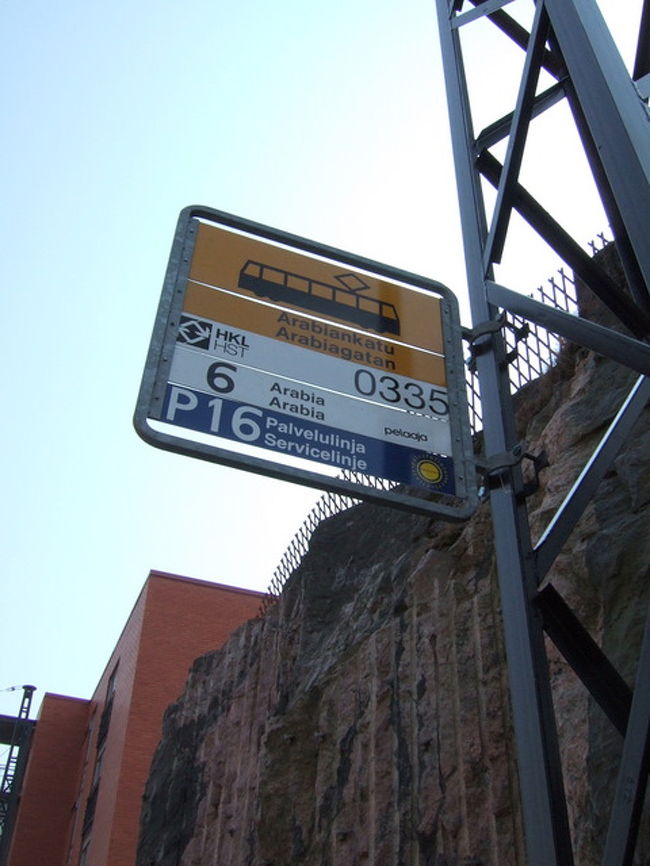 Arabiankatu
Arabiagatan
HKL
HST
0335
6 Arabia
Arabia
pelaaja
P16 Palvelulinja
Servicelinje